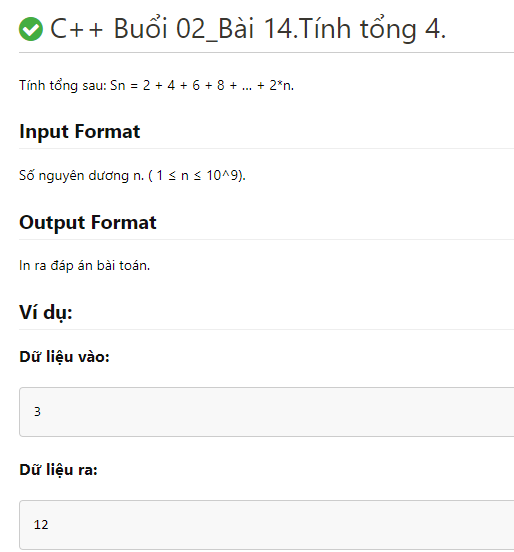 C++ Buổi 02_Bài 14.Tính tổng 4.
Tính tổng sau: Sn = 2 + 4 + 6 + 8 + ... + 2*n.
Input Format
Số nguyên dương n. ( 1 ≤ n ≤ 10^9).
Output Format
In ra đáp án bài toán.
Ví dụ:
Dữ liệu vào:
3
Dữ liệu ra:
12